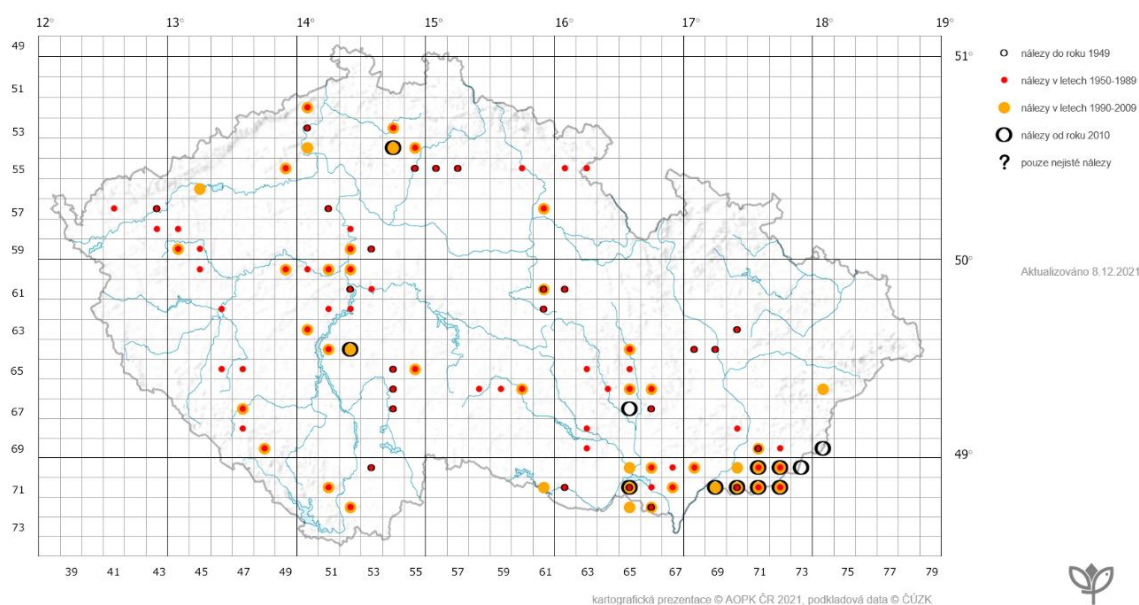 12° 13° 14° 15° 16° 17° 18° 19°
49
51° nálezy do roku 1949
51
nálezy v letech 1950-1989
53
nálezy v letech 1990-2009
nálezy od roku 2010
55
? pouze nejisté nálezy
57
59
50°
Aktualizováno 8.12.2021
61
63
65
67
69
49°
71
73
39 41 43 45 49 51 53 55 57 59 61 63 65 67 69 71 73 75 77 79
kartografická prezentace © AOPK ČR 2021, podkladová data © ČÚZK